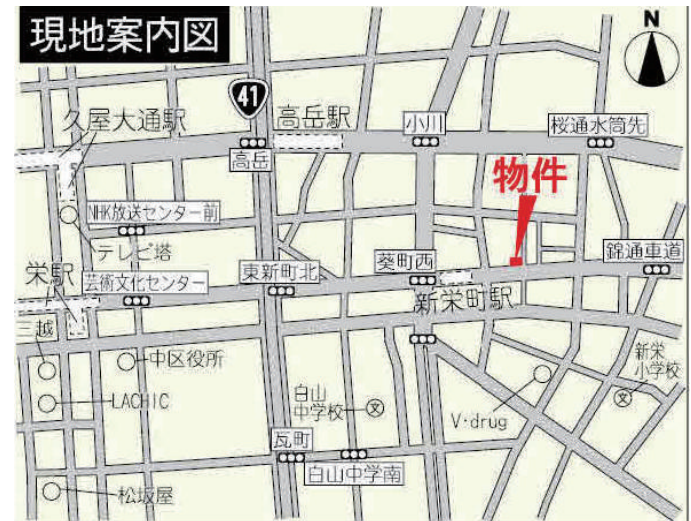 現地案内図
N
41
久屋大通駅
高岳駅
小川
桜通水筒先
高岳
物件
NHK放送センター前
テレビ塔
栄駅
芸術文化センター
東新町北
葵町西
錦通車道
新栄町駅
三越
中区役所
新栄
小学校
LACHIC
白山
中学校
文
文
V・drug
瓦町
白山中学南
松坂屋